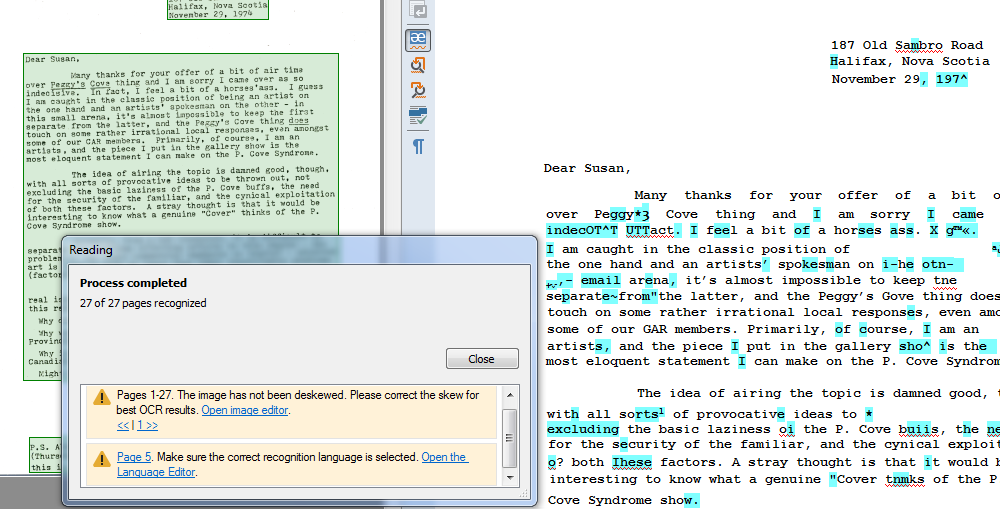 Halifax, Nova Scotia
November 29, 1974
Dear Susan,
Many thanks for your offer of a bit of air time
over Peggy's Cove thing and I am sorry I came over as so
indecisive. In fact, I feel a bit of a horses'ass. I guess
I am caught in the classic position of being an artist on
the one hand and an artists' spokesman on the other - in
this small arena, it's almost impossible to keep the first
separate from the latter, and the Peggy's Cove thing does
touch on some rather irrational local responses, even amongst
some of our CAR members. Primarily, of course, I am an
artists, and the piece I put in the gallery show is the
most eloquent statement I can make on the P. Cove Syndrome.
The idea of airing the topic is damned good, though,
with all sorts of provocative ideas to be thrown out, not
excluding the basic laziness of the P. Cove buffs, the need
for the security of the familiar, and the cynical exploitation
of both these factors. A stray thought is that it would be
interesting to know what a genuine "Cover" thinks of the P.
Cove Syndrome show.
separa
problem
art is
(factor
real is
this re
Why
Why
Provin
Why
Canadia
Might
P.S. A
(Thurs
this i
Reading
Process completed
27 of 27 pages recognized
Close
Pages 1-27. The image has not been deskewed. Please correct the skew for
best OCR results. Open image editor.
<< | 1 >>
Page 5. Make sure the correct recognition language is selected. Open the
Language Editor.
187 Old Sambro Road
Halifax, Nova Scotia
November 29, 197^
Dear Susan,
Many thanks for your offer of a bit o
over Peggy*3 Cove thing and I am sorry I came
indecOT^T UTTact. I feel a bit of a horses ass. X g™«.
I am caught in the classic position of
the one hand and an artists' spokesman on i-he otn-
,- email arena, it's almost impossible to keep tne
separate~from"the latter, and the Peggy's Gove thing does
touch on some rather irrational local responses, even amo
some of our GAR members. Primarily, of course, I am an
artists, and the piece I put in the gallery sho^ is the
most eloquent statement I can make on the P. Cove Syndrom
The idea of airing the topic is damned good, t
with all sorts¹ of provocative ideas to *
excluding the basic laziness oi the P. Cove buiis, the ne
for the security of the familiar, and the cynical exploit
o? both Ihese factors. A stray thought is that it would b
interesting to know what a genuine "Cover tnmks of the P
Cove Syndrome show.